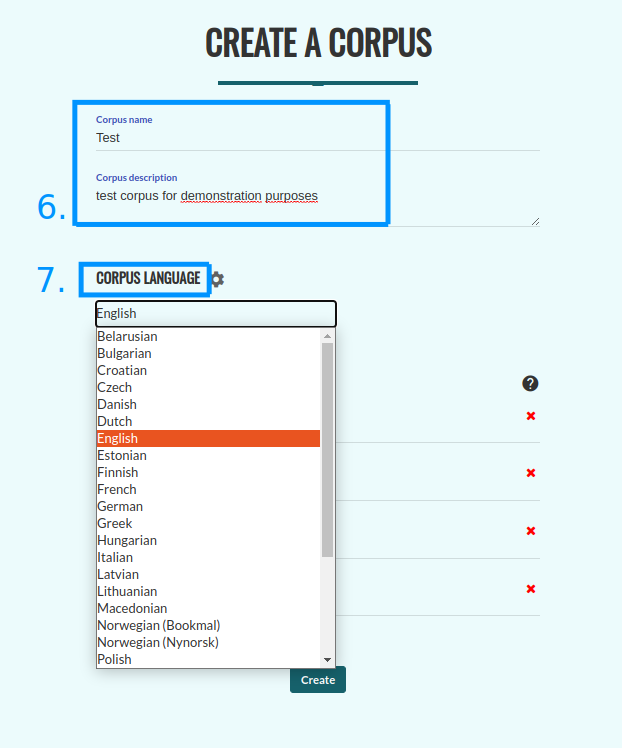 CREATE A CORPUS
Corpus name
Test
Corpus description
6. test corpus for demonstration purposes
7. CORPUS LANGUAGE
English
Belarusian
Bulgarian
Croatian
Czech
Danish
Dutch
English
Estonian
Finnish
French
German
Greek
Hungarian
Italian
Latvian
Lithuanian
Macedonian
Norwegian (Bookmal)
Norwegian (Nynorsk)
Polish
Create